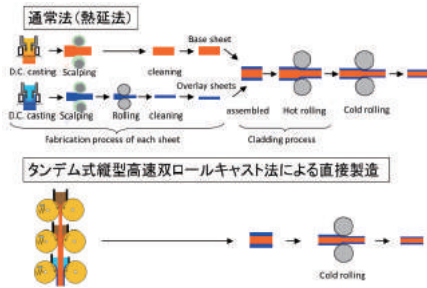 通常法(熱延法)
Base sheet
D.C. casting
Scalping
cleaning
Overlay sheets
D.C. casting
Scalping
Rolling
cleaning
assembled
Hot rolling
Cold rolling
Fabrication process of each sheet
Cladding process
タンデム式縦型高速双ロールキャスト法による直接製造
Cold rolling